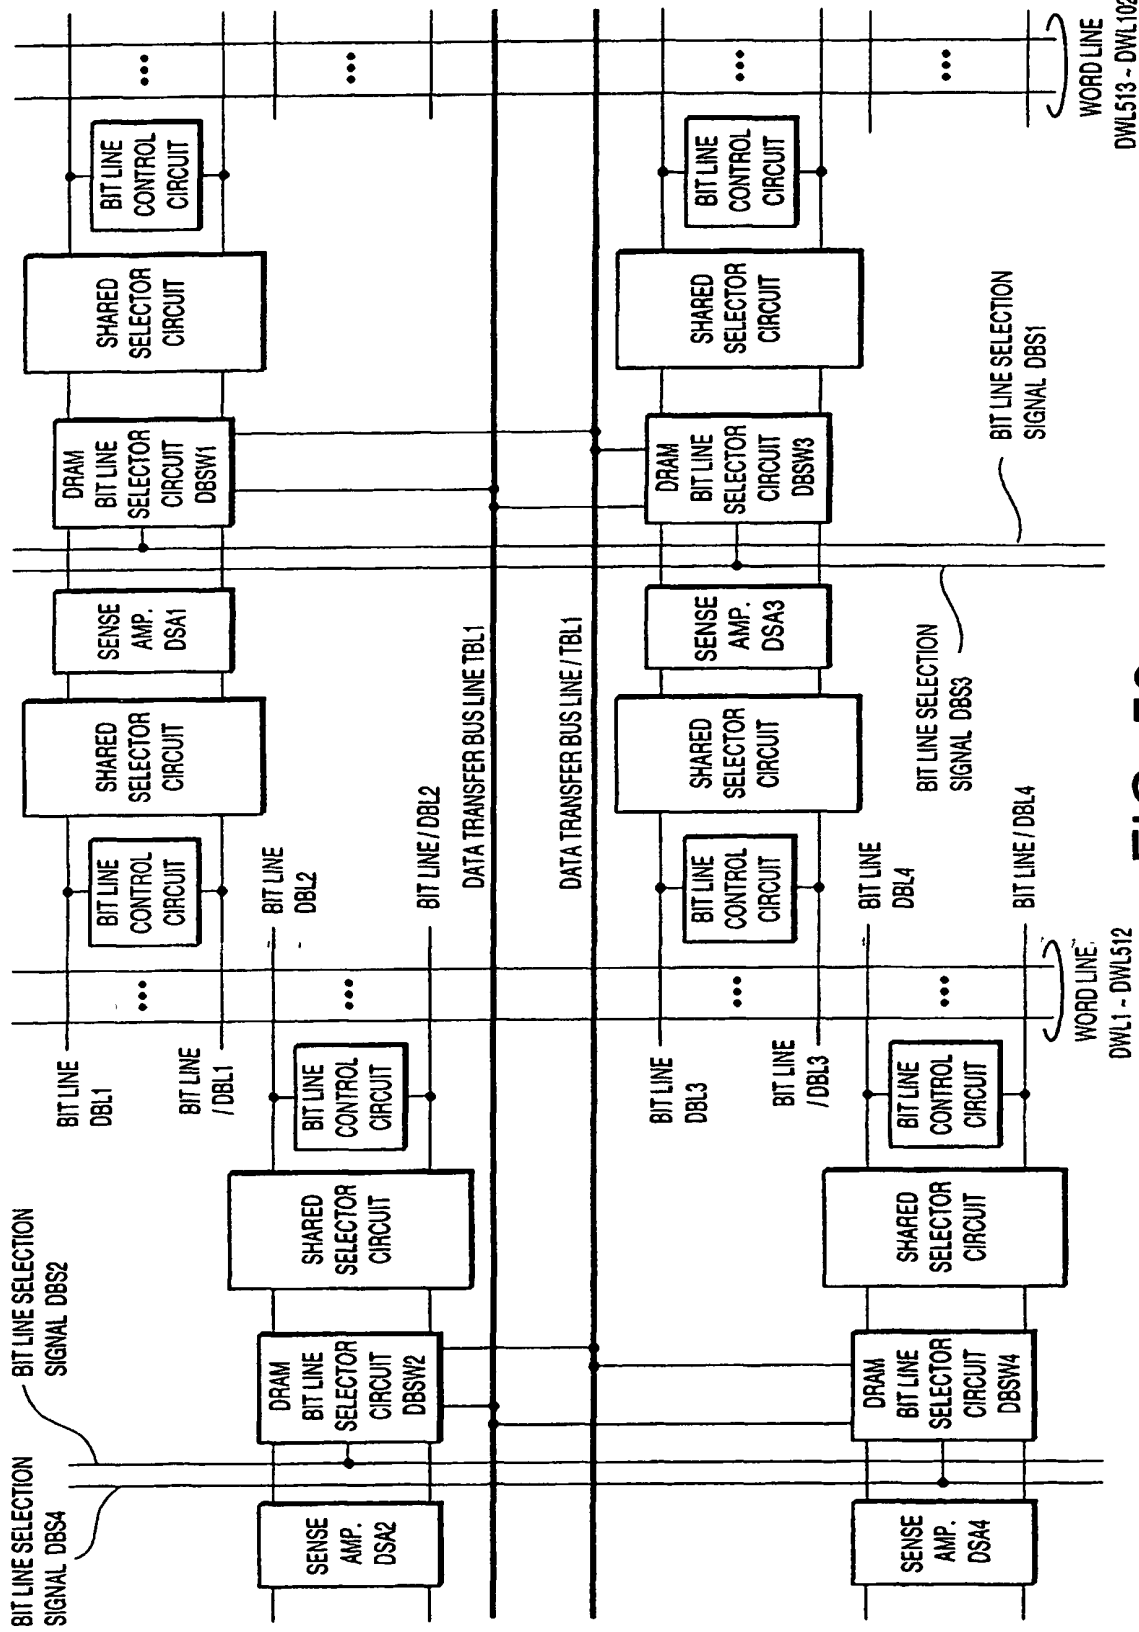 BIT LINE SELECTION
SIGNAL DBS4
BIT LINE SELECTION
SIGNAL DBS2
BIT LINE
DBL1
BIT LINE
/ DBL1
BIT LINE
CONTROL
CIRCUIT
SHARED
SELECTOR
CIRCUIT
SENSE
AMP.
DSA1
DRAM
BIT LINE
SELECTOR
CIRCUIT
DBSW1
SHARED
SELECTOR
CIRCUIT
BIT LINE
CONTROL
CIRCUIT
•••
•••
SENSE
AMP.
DSA2
DRAM
BIT LINE
SELECTOR
CIRCUIT
DBSW2
SHARED
SELECTOR
CIRCUIT
BIT LINE
CONTROL
CIRCUIT
•••
•••
BIT LINE
DBL2
BIT LINE / DBL2
DATA TRANSFER BUS LINE TBL1
DATA TRANSFER BUS LINE / TBL1
BIT LINE
DBL3
BIT LINE
/ DBL3
•••
BIT LINE
CONTROL
CIRCUIT
SHARED
SELECTOR
CIRCUIT
SENSE
AMP.
DSA3
DRAM
BIT LINE
SELECTOR
CIRCUIT
DBSW3
SHARED
SELECTOR
CIRCUIT
BIT LINE
CONTROL
CIRCUIT
•••
SENSE
AMP.
DSA4
DRAM
BIT LINE
SELECTOR
CIRCUIT
DBSW4
SHARED
SELECTOR
CIRCUIT
BIT LINE
CONTROL
CIRCUIT
•••
•••
BIT LINE
DBL4
BIT LINE / DBL4
BIT LINE SELECTION
SIGNAL DBS3
BIT LINE SELECTION
SIGNAL DBS1
WORD LINE
DWL1 ~ DWL512
WORD LINE
DWL513 ~ DWL102